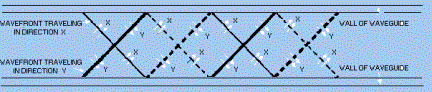 WAVEFRONT TRAVELING
IN DIRECTION X
X X X X
WALL OF WAVEGUIDE
Y Y Y Y
X X X X
WAVEFRONT TRAVELING
IN DIRECTION Y
Y Y Y Y
WALL OF WAVEGUIDE